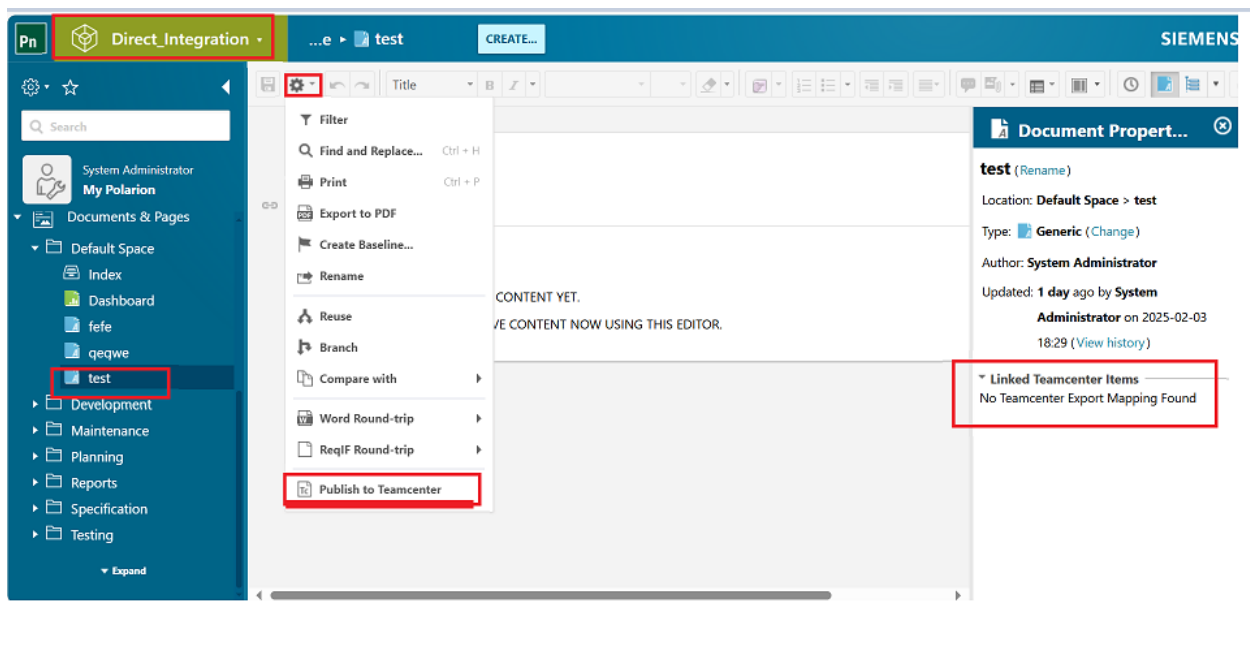 Pn
Direct_Integration
...e ▸ test
CREATE...
SIEMENS
Search
System Administrator
My Polarion
Documents & Pages
Default Space
Index
Dashboard
fefe
qeqwe
test
Development
Maintenance
Planning
Reports
Specification
Testing
Expand
Title
B I
Filter
Find and Replace... Ctrl + H
Print Ctrl + P
Export to PDF
Create Baseline...
Rename
Reuse
Branch
Compare with
Word Round-trip
ReqIF Round-trip
Publish to Teamcenter
CONTENT YET.
VE CONTENT NOW USING THIS EDITOR.
Document Propert...
test (Rename)
Location: Default Space > test
Type: Generic (Change)
Author: System Administrator
Updated: 1 day ago by System
Administrator on 2025-02-03
18:29 (View history)
Linked Teamcenter Items
No Teamcenter Export Mapping Found